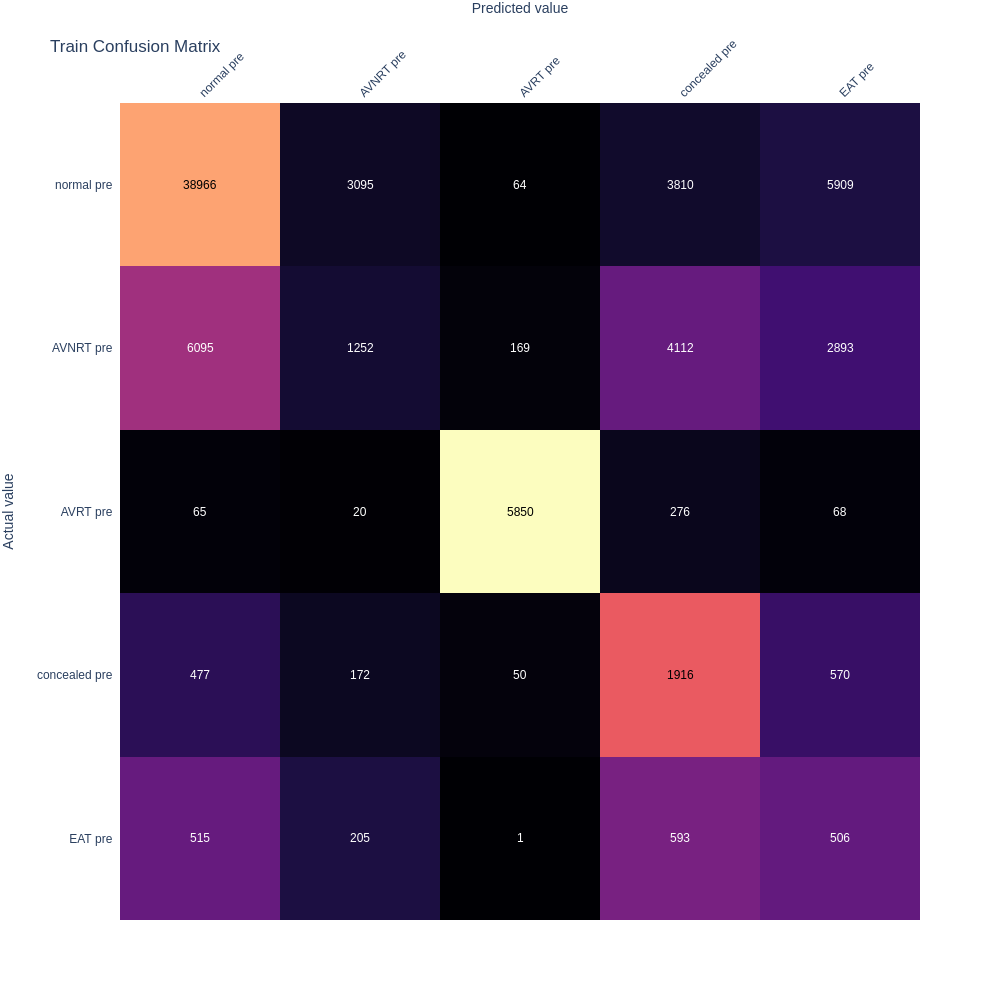 Predicted value
Train Confusion Matrix
normal pre AVNRT pre AVRT pre concealed pre EAT pre
normal pre 38966 3095 64 3810 5909
AVNRT pre 6095 1252 169 4112 2893
AVRT pre 65 20 5850 276 68
concealed pre 477 172 50 1916 570
EAT pre 515 205 1 593 506
Actual value